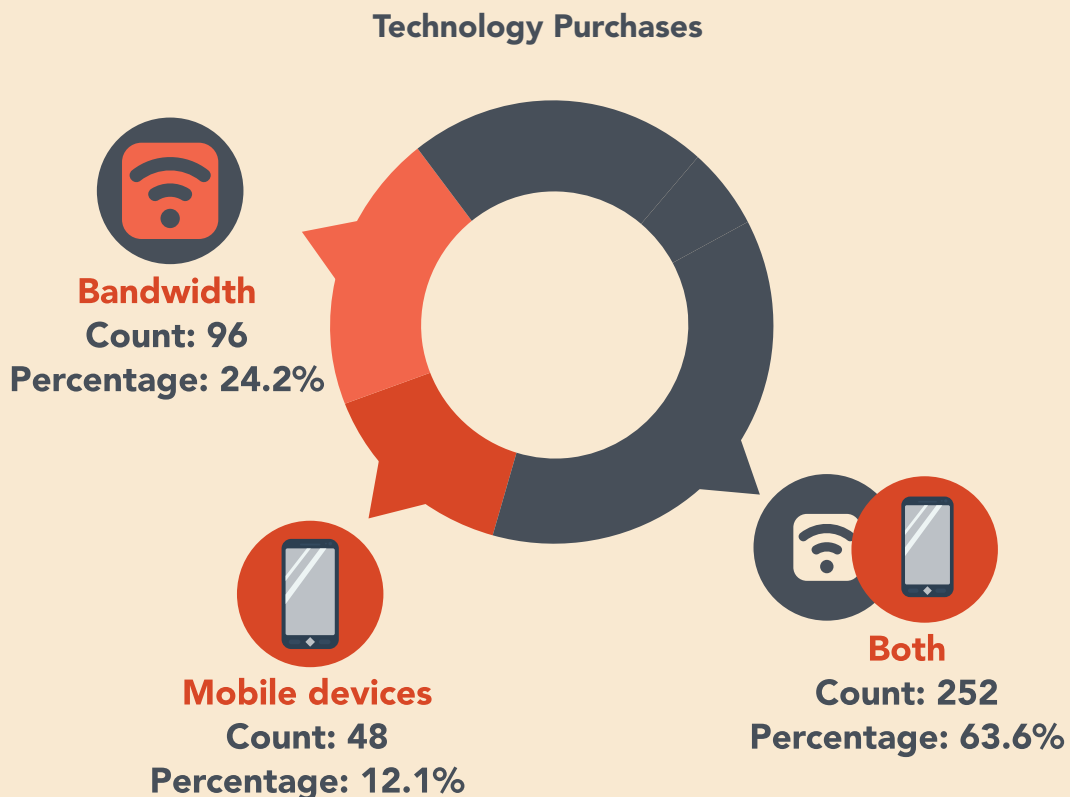 Technology Purchases
Bandwidth
Count: 96
Percentage: 24.2%
Mobile devices
Count: 48
Percentage: 12.1%
Both
Count: 252
Percentage: 63.6%